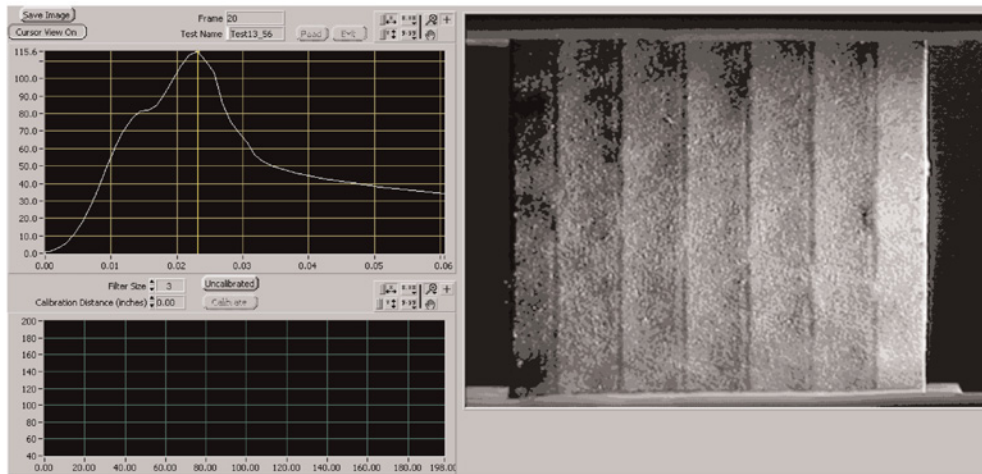 Save Image
Frame 20
Cursor View On
Test Name Test13_56 Read Exit
115.6
100.0
90.0
80.0
70.0
60.0
50.0
40.0
30.0
20.0
10.0
0.0
0.00 0.01 0.02 0.03 0.04 0.05 0.06
Filter Size 3 Uncalibrated
Calibration Distance (inches) 0.00 Calibrate
200
180
160
140
120
100
80
60
40
0.00 20.00 40.00 60.00 80.00 100.00 120.00 140.00 160.00 198.00